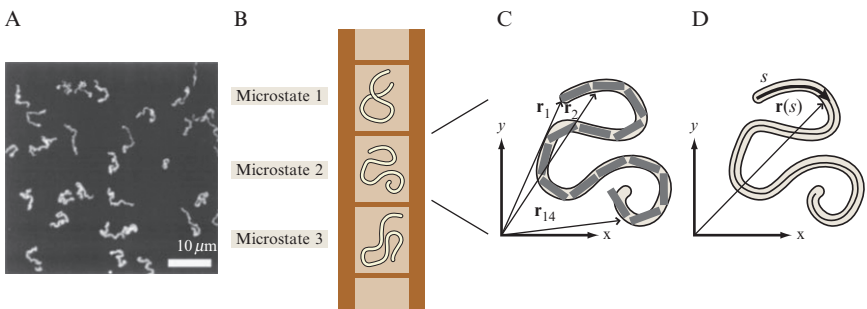 A
B
C
D
10 μm
Microstate 1
Microstate 2
Microstate 3
r1
r2
y
r14
x
s
r(s)
y
x